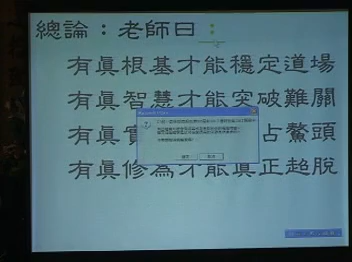 總論：老師曰：
有真根基才能穩定道場
有真智慧才能突破難關
有真實 占鰲頭
有真修為才能真正超脫